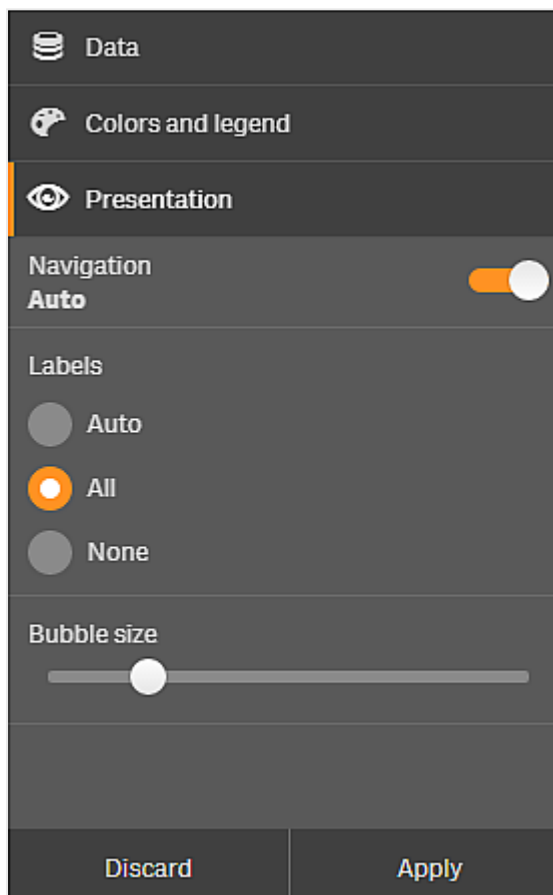 Data
Colors and legend
Presentation
Navigation
Auto
Labels
Auto
All
None
Bubble size
Discard Apply